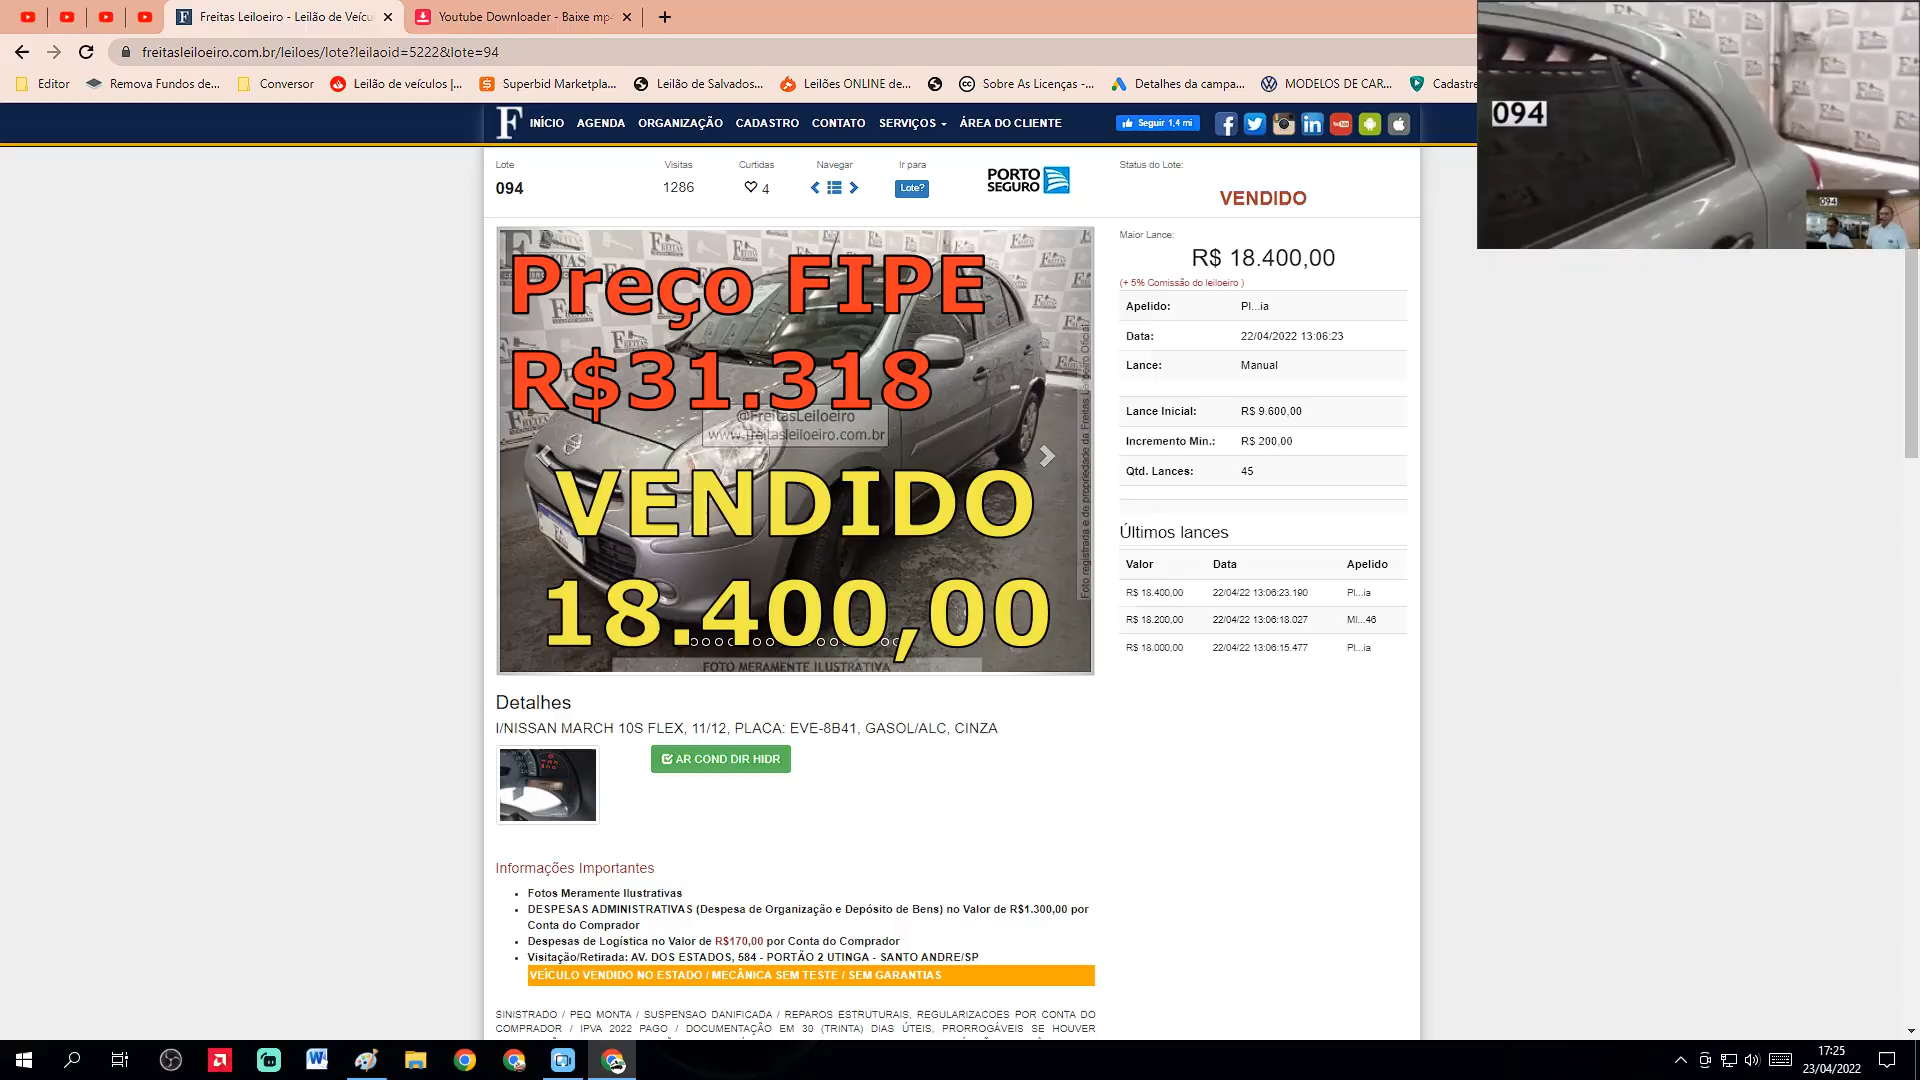 Freitas Leiloeiro - Leilão de Veícu
Youtube Downloader - Baixe mp
freitasleiloeiro.com.br/leiloes/lote?leilaoid=5222&lote=94
Editor
Remova Fundos de...
Conversor
Leilão de veículos |...
Superbid Marketpla...
Leilão de Salvados...
Leilões ONLINE de...
Sobre As Licenças -...
Detalhes da campa...
MODELOS DE CAR...
Cadastre
F INÍCIO AGENDA ORGANIZAÇÃO CADASTRO CONTATO SERVIÇOS ÁREA DO CLIENTE
Seguir 1,4 mi
094
094
Lote
094
Visitas
1286
Curtidas
4
Navegar
Ir para
Lote?
PORTO
SEGURO
Status do Lote:
VENDIDO
Preço FIPE
R$31.318
@FreitasLeiloeiro
www.freitasleiloeiro.com.br
VENDIDO
18.400,00
FOTO MERAMENTE ILUSTRATIVA
Foto registrada e de propriedade da Freitas Leiloeiro Oficial
Maior Lance:
R$ 18.400,00
(+ 5% Comissão do leiloeiro )
Apelido: Pl...ia
Data: 22/04/2022 13:06:23
Lance: Manual
Lance Inicial: R$ 9.600,00
Incremento Min.: R$ 200,00
Qtd. Lances: 45
Últimos lances
Valor Data Apelido
R$ 18.400,00 22/04/22 13:06:23.190 Pl...ia
R$ 18.200,00 22/04/22 13:06:18.027 MI...46
R$ 18.000,00 22/04/22 13:06:15.477 Pl...ia
Detalhes
I/NISSAN MARCH 10S FLEX, 11/12, PLACA: EVE-8B41, GASOL/ALC, CINZA
AR COND DIR HIDR
Informações Importantes
Fotos Meramente Ilustrativas
DESPESAS ADMINISTRATIVAS (Despesa de Organização e Depósito de Bens) no Valor de R$1.300,00 por
Conta do Comprador
Despesas de Logística no Valor de R$170,00 por Conta do Comprador
Visitação/Retirada: AV. DOS ESTADOS, 584 - PORTÃO 2 UTINGA - SANTO ANDRE/SP
VEÍCULO VENDIDO NO ESTADO / MECÂNICA SEM TESTE / SEM GARANTIAS
SINISTRADO / PEQ MONTA / SUSPENSAO DANIFICADA / REPAROS ESTRUTURAIS, REGULARIZACOES POR CONTA DO
COMPRADOR / IPVA 2022 PAGO / DOCUMENTAÇÃO EM 30 (TRINTA) DIAS ÚTEIS, PRORROGÁVEIS SE HOUVER
17:25
23/04/2022